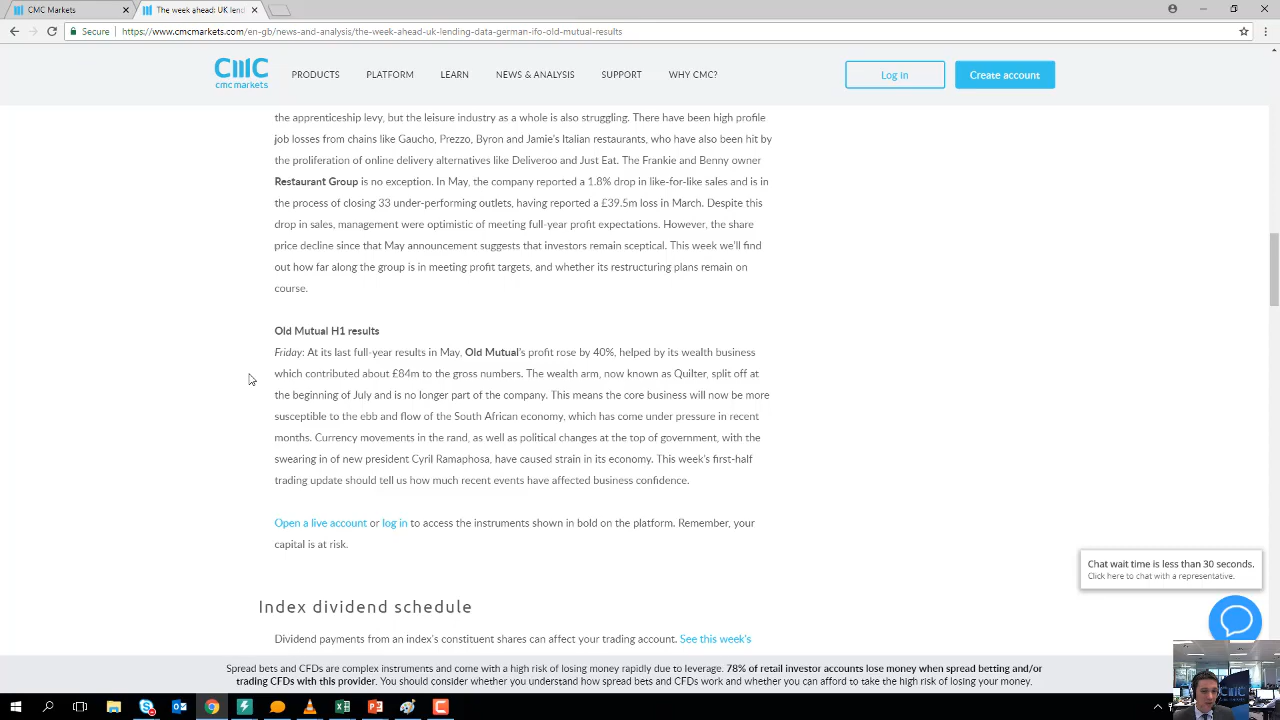 CMC Markets
The week ahead: UK lend
Secure
https://www.cmcmarkets.com/en-gb/news-and-analysis/the-week-ahead-uk-lending-data-german-ifo-old-mutual-results
cmc markets
PRODUCTS
PLATFORM
LEARN
NEWS & ANALYSIS
SUPPORT
WHY CMC?
Log in
Create account
the apprenticeship levy, but the leisure industry as a whole is also struggling. There have been high profile
job losses from chains like Gaucho, Prezzo, Byron and Jamie's Italian restaurants, who have also been hit by
the proliferation of online delivery alternatives like Deliveroo and Just Eat. The Frankie and Benny owner
Restaurant Group is no exception. In May, the company reported a 1.8% drop in like-for-like sales and is in
the process of closing 33 under-performing outlets, having reported a £39.5m loss in March. Despite this
drop in sales, management were optimistic of meeting full-year profit expectations. However, the share
price decline since that May announcement suggests that investors remain sceptical. This week we'll find
out how far along the group is in meeting profit targets, and whether its restructuring plans remain on
course.
Old Mutual H1 results
Friday: At its last full-year results in May, Old Mutual's profit rose by 40%, helped by its wealth business
which contributed about £84m to the gross numbers. The wealth arm, now known as Quilter, split off at
the beginning of July and is no longer part of the company. This means the core business will now be more
susceptible to the ebb and flow of the South African economy, which has come under pressure in recent
months. Currency movements in the rand, as well as political changes at the top of government, with the
swearing in of new president Cyril Ramaphosa, have caused strain in its economy. This week's first-half
trading update should tell us how much recent events have affected business confidence.
Open a live account or log in to access the instruments shown in bold on the platform. Remember, your
capital is at risk.
Chat wait time is less than 30 seconds.
Click here to chat with a representative.
Index dividend schedule
Dividend payments from an index's constituent shares can affect your trading account. See this week's
Spread bets and CFDs are complex instruments and come with a high risk of losing money rapidly due to leverage. 78% of retail investor accounts lose money when spread betting and/or
trading CFDs with this provider. You should consider whether you understand how spread bets and CFDs work and whether you can afford to take the high risk of losing your money.